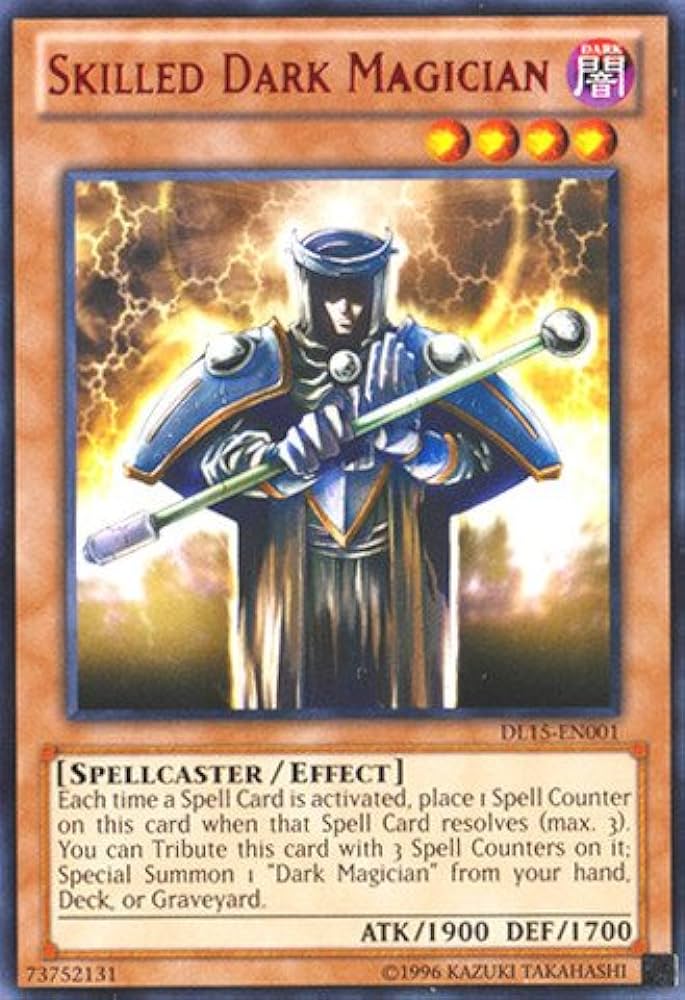 Skilled Dark Magician
DARK
闇
DL15-EN001
[Spellcaster / Effect]
Each time a Spell Card is activated, place 1 Spell Counter
on this card when that Spell Card resolves (max. 3).
You can Tribute this card with 3 Spell Counters on it;
Special Summon 1 "Dark Magician" from your hand,
Deck, or Graveyard.
ATK/1900 DEF/1700
73752131
©1996 KAZUKI TAKAHASHI